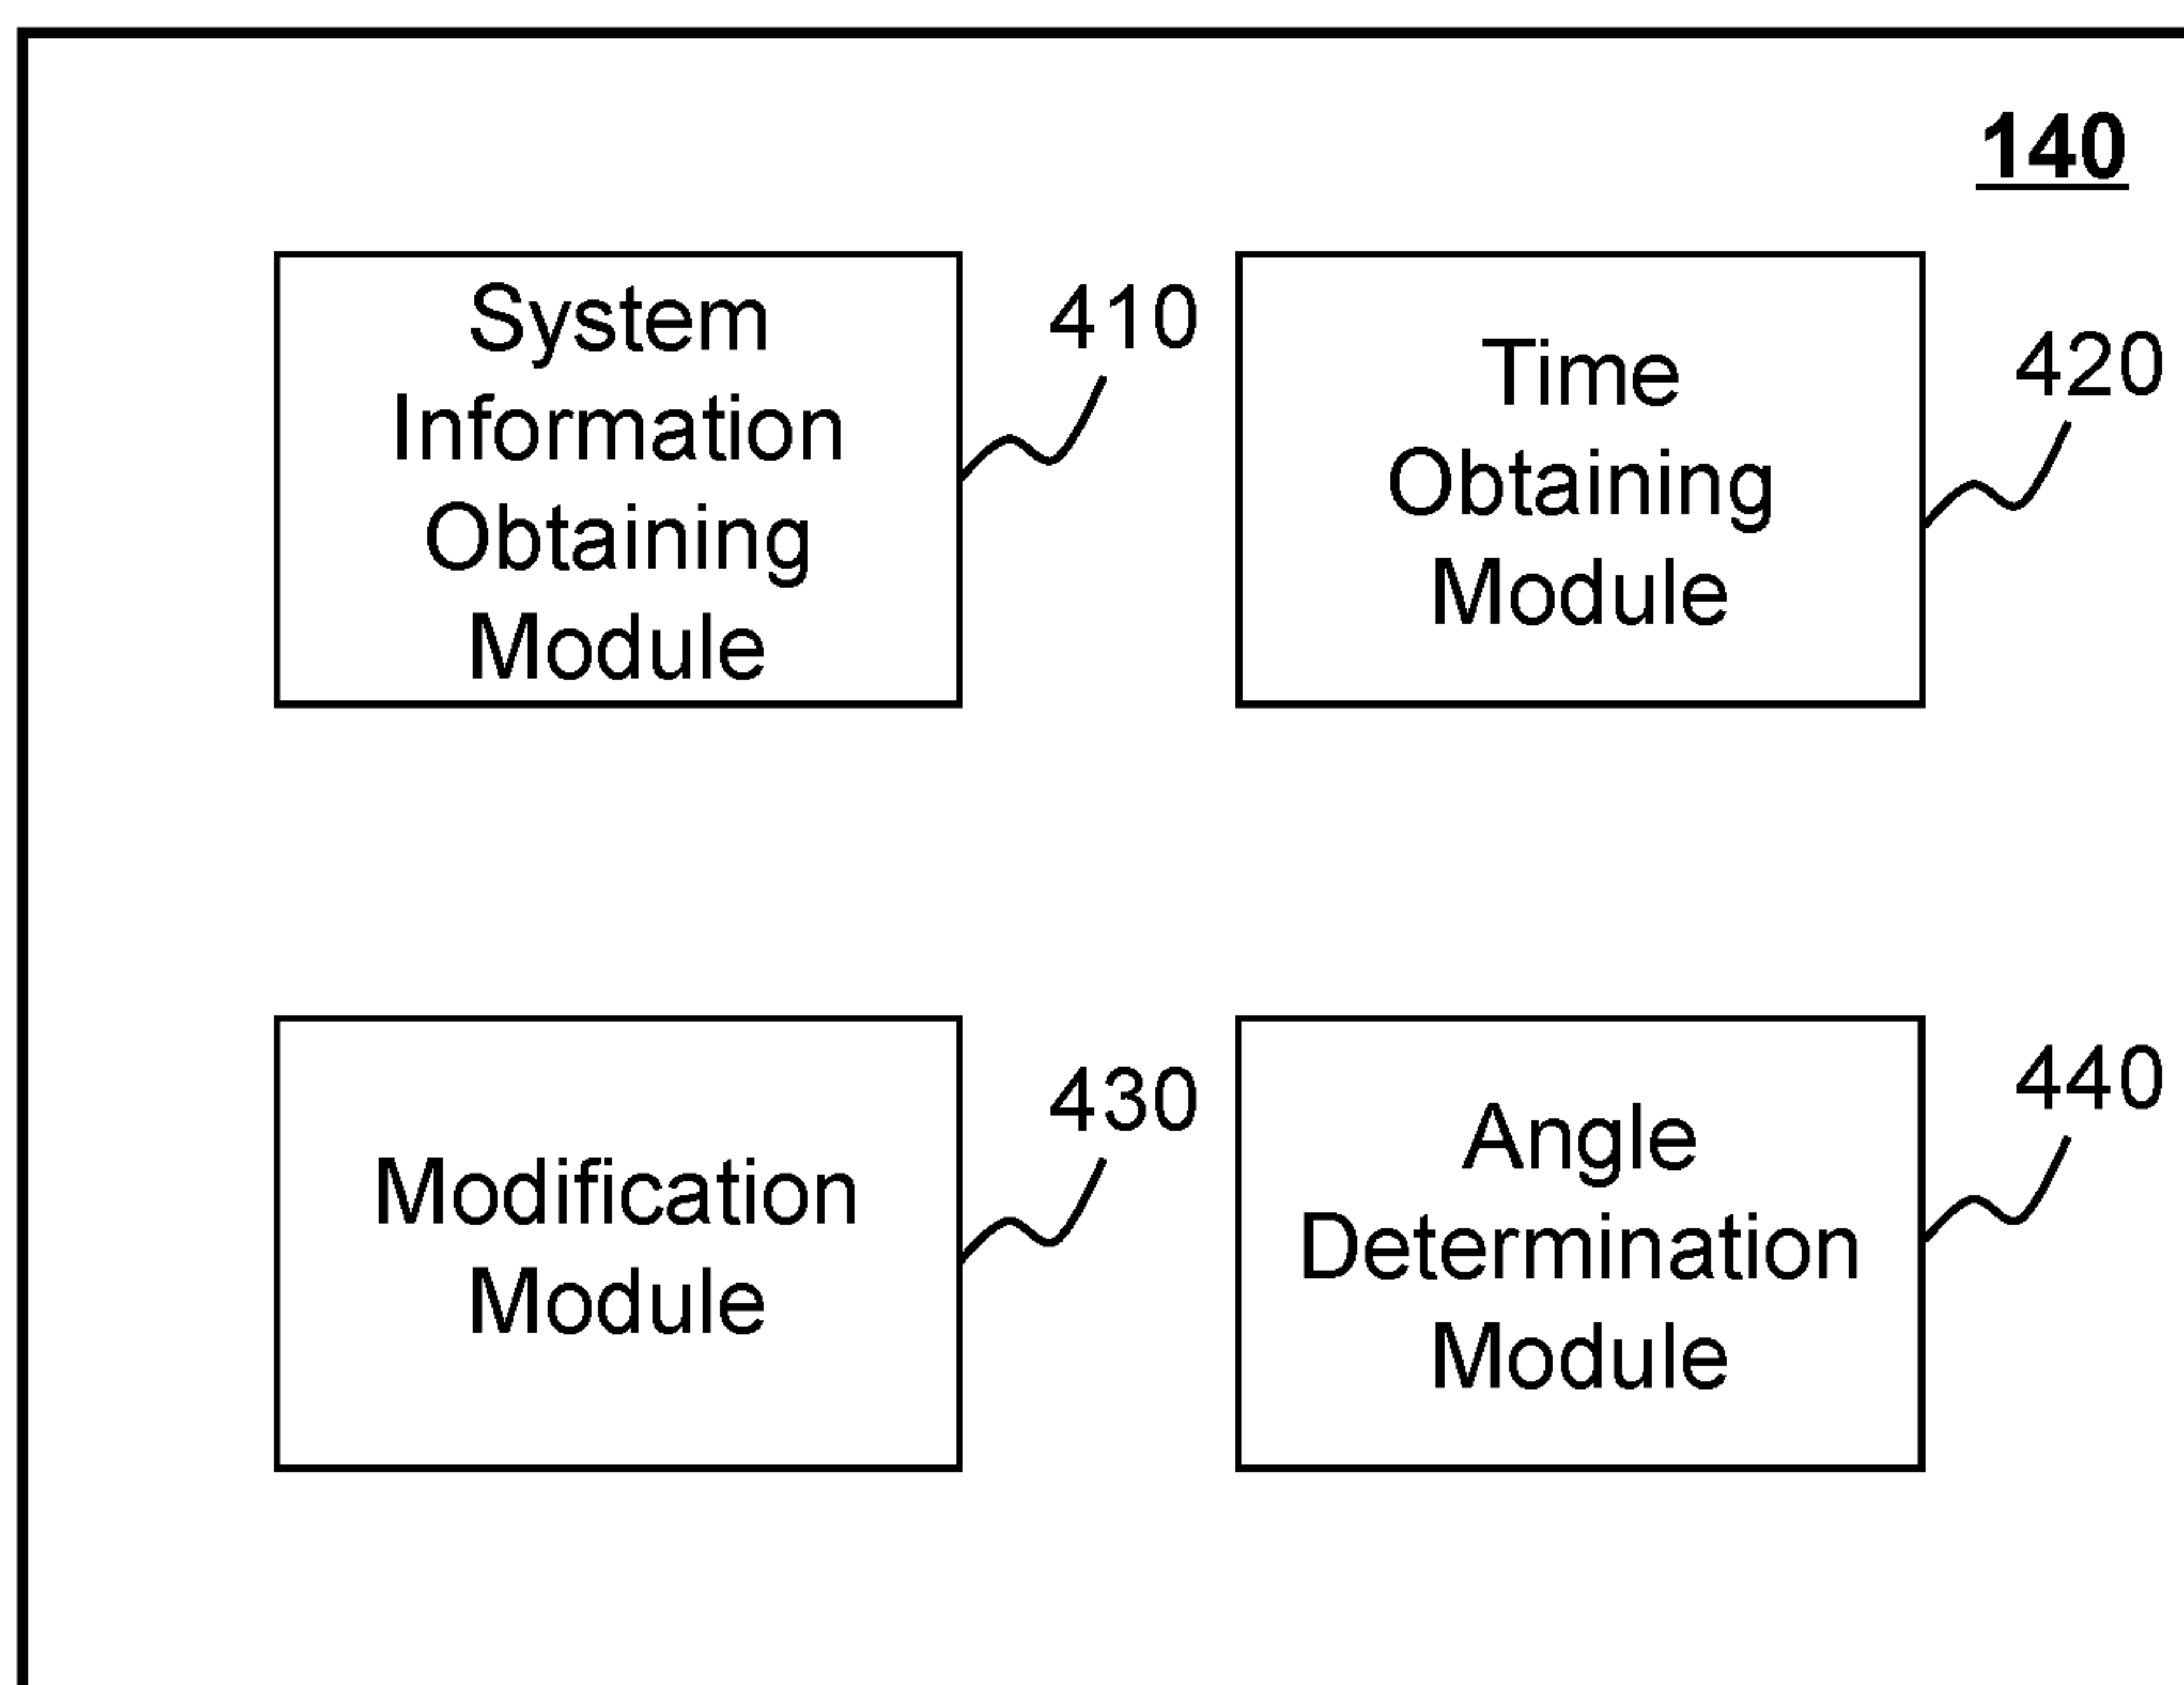 140
System
Information
Obtaining
Module
410
Time
Obtaining
Module
420
Modification
Module
430
Angle
Determination
Module
440